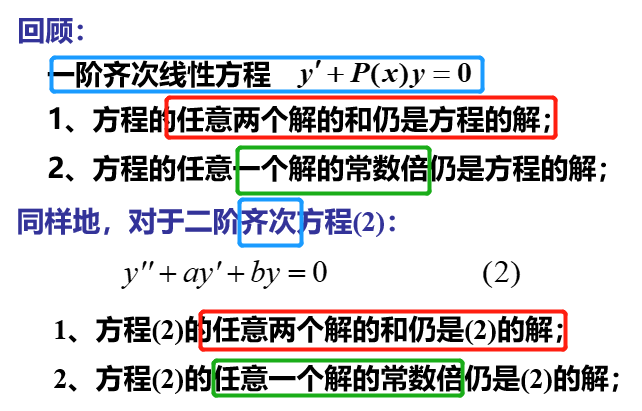 回顾：
一阶齐次线性方程 y′ + P(x)y = 0
1、方程的任意两个解的和仍是方程的解；
2、方程的任意一个解的常数倍仍是方程的解；
同样地，对于二阶齐次方程(2)：
y″ + ay′ + by = 0 (2)
1、方程(2)的任意两个解的和仍是(2)的解；
2、方程(2)的任意一个解的常数倍仍是(2)的解；